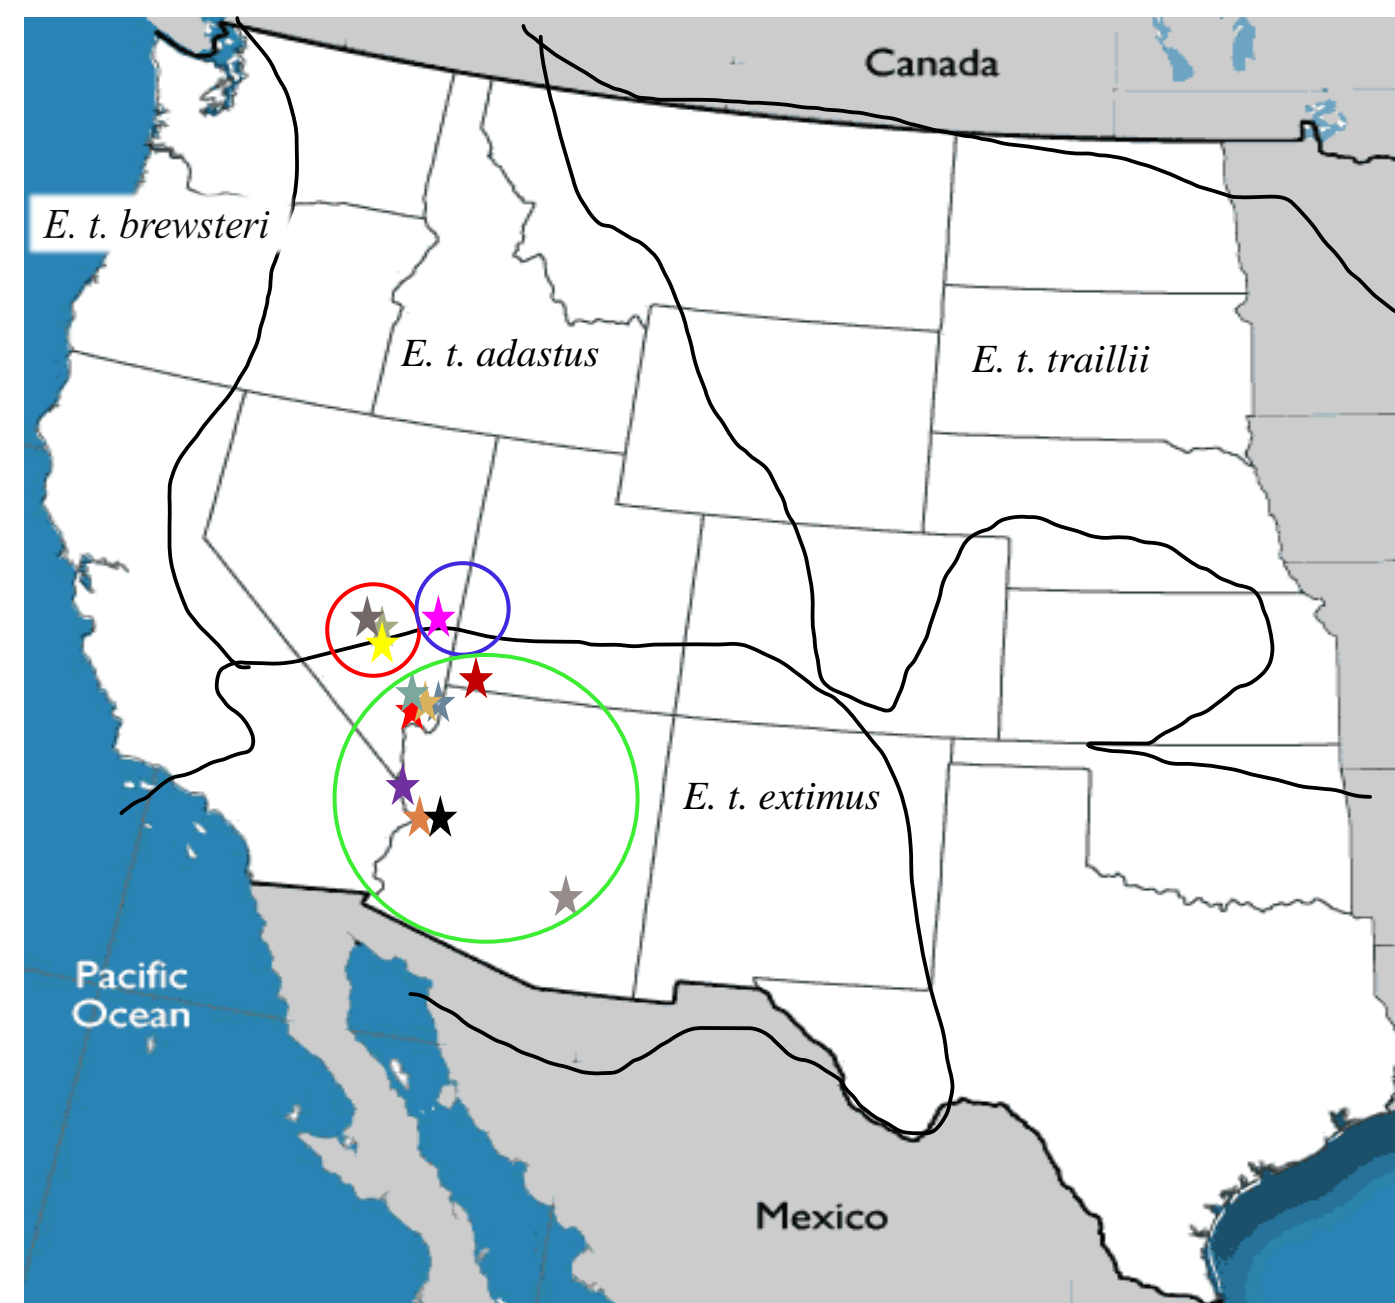 Canada
E. t. brewsteri
E. t. adastus
E. t. traillii
E. t. extimus
Pacific
Ocean
Mexico